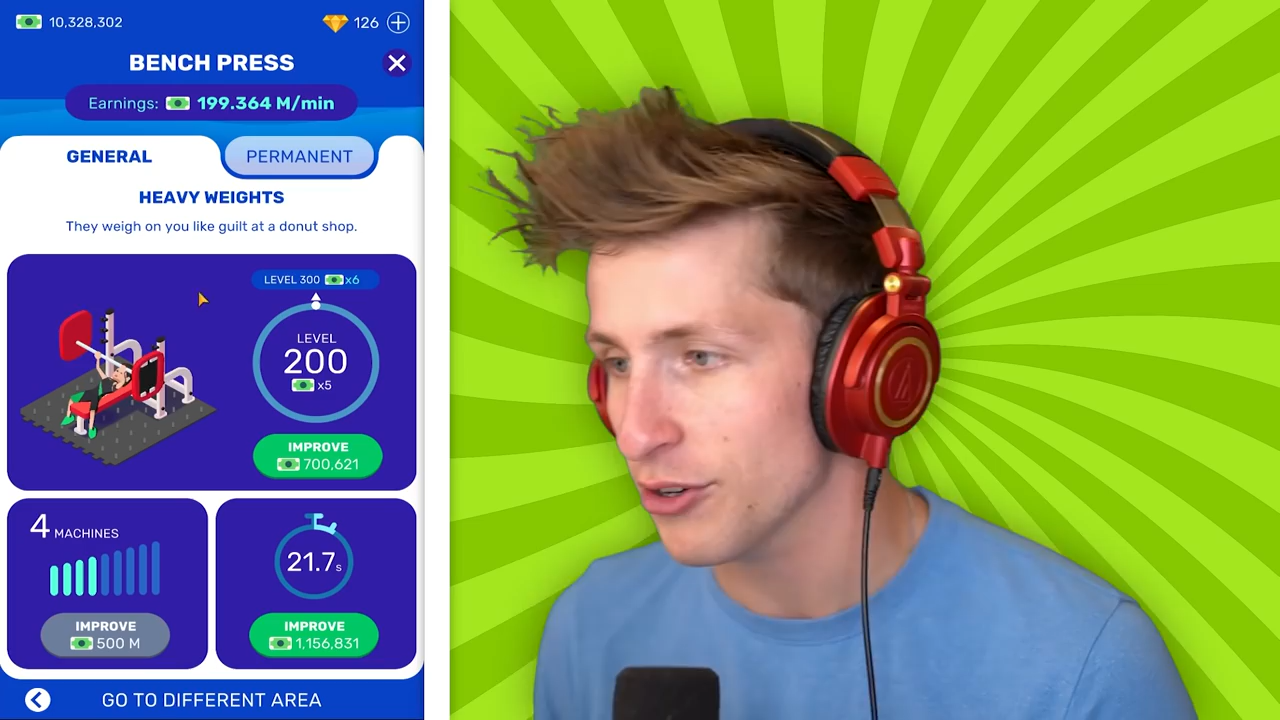 10,328,302
126
BENCH PRESS
Earnings: 199.364 M/min
GENERAL
PERMANENT
HEAVY WEIGHTS
They weigh on you like guilt at a donut shop.
LEVEL 300 x6
LEVEL
200
x5
IMPROVE
700,621
4 MACHINES
21.7s
IMPROVE
500 M
IMPROVE
1,156,831
GO TO DIFFERENT AREA